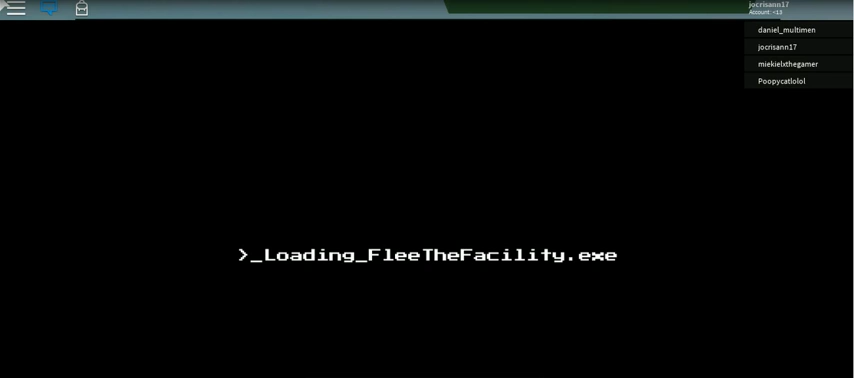 jocrisann17
Account: <13
daniel_multimen
jocrisann17
miekielxthegamer
Poopycatlolol
>_Loading_FleeTheFacility.exe